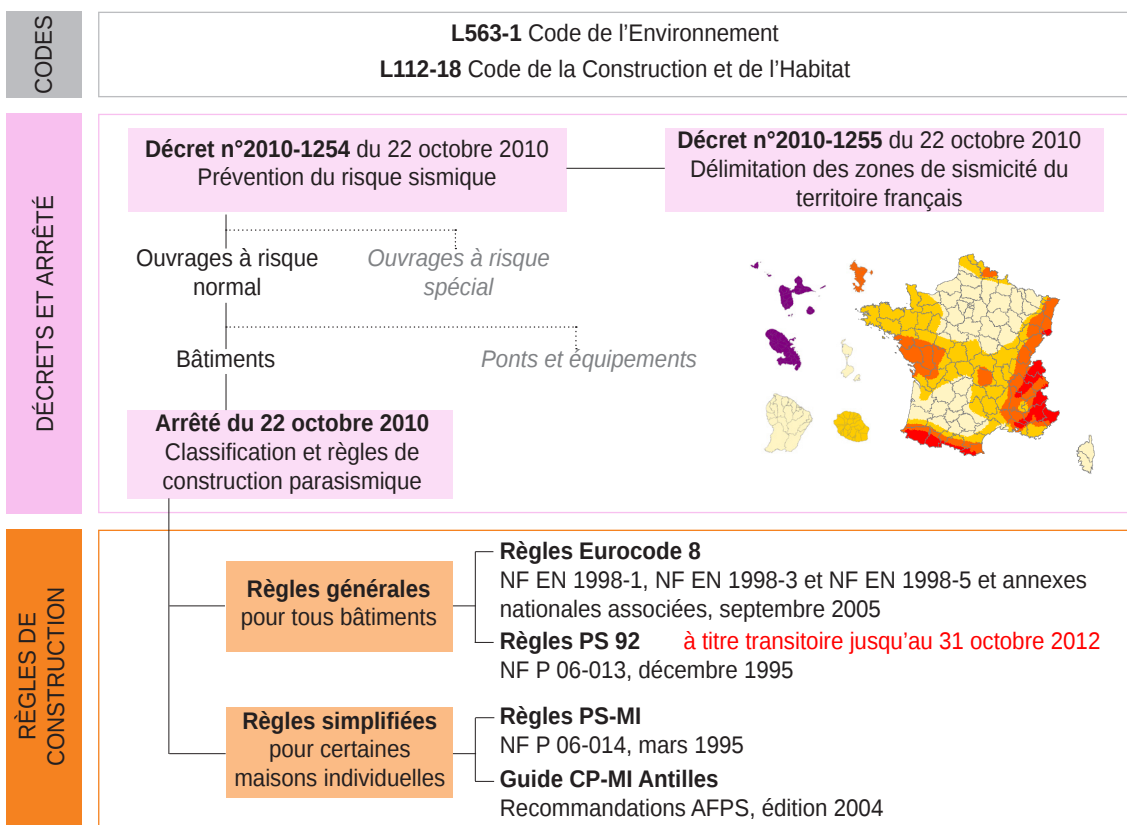 CODES
L563-1 Code de l’Environnement
L112-18 Code de la Construction et de l’Habitat
DÉCRETS ET ARRÊTÉ
Décret n°2010-1254 du 22 octobre 2010
Prévention du risque sismique
Décret n°2010-1255 du 22 octobre 2010
Délimitation des zones de sismicité du
territoire français
Ouvrages à risque
normal
Ouvrages à risque
spécial
Bâtiments
Ponts et équipements
Arrêté du 22 octobre 2010
Classification et règles de
construction parasismique
RÈGLES DE
CONSTRUCTION
Règles générales
pour tous bâtiments
Règles Eurocode 8
NF EN 1998-1, NF EN 1998-3 et NF EN 1998-5 et annexes
nationales associées, septembre 2005
Règles PS 92 à titre transitoire jusqu’au 31 octobre 2012
NF P 06-013, décembre 1995
Règles simplifiées
pour certaines
maisons individuelles
Règles PS-MI
NF P 06-014, mars 1995
Guide CP-MI Antilles
Recommandations AFPS, édition 2004